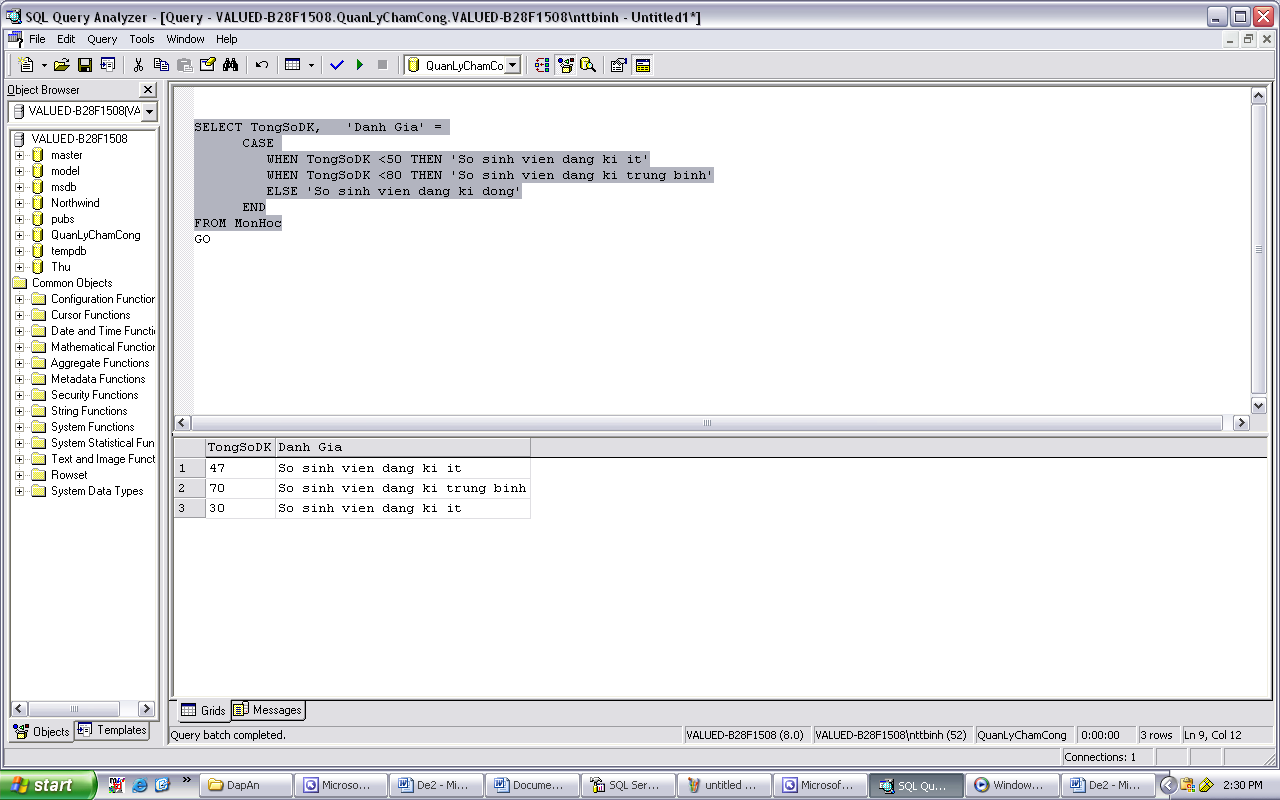 SQL Query Analyzer - [Query - VALUED-B28F1508.QuanLyChamCong.VALUED-B28F1508\nttbinh - Untitled1*]
File Edit Query Tools Window Help
QuanLyChamCo
Object Browser
VALUED-B28F1508(VA
VALUED-B28F1508
master
model
msdb
Northwind
pubs
QuanLyChamCong
tempdb
Thu
Common Objects
Configuration Function
Cursor Functions
Date and Time Functi
Mathematical Function
Aggregate Functions
Metadata Functions
Security Functions
String Functions
System Functions
System Statistical Fun
Text and Image Funct
Rowset
System Data Types
Objects Templates
SELECT TongSoDK, 'Danh Gia' =
CASE
WHEN TongSoDK <50 THEN 'So sinh vien dang ki it'
WHEN TongSoDK <80 THEN 'So sinh vien dang ki trung binh'
ELSE 'So sinh vien dang ki dong'
END
FROM MonHoc
GO
TongSoDK Danh Gia
1 47 So sinh vien dang ki it
2 70 So sinh vien dang ki trung binh
3 30 So sinh vien dang ki it
Grids Messages
Query batch completed. VALUED-B28F1508 (8.0) VALUED-B28F1508\nttbinh (52) QuanLyChamCong 0:00:00 3 rows Ln 9, Col 12
Connections: 1
start DapAn Microso... De2 - Mi... Docume... SQL Ser... untitled ... Microsof... SQL Qu... Window... De2 - Mi... 2:30 PM